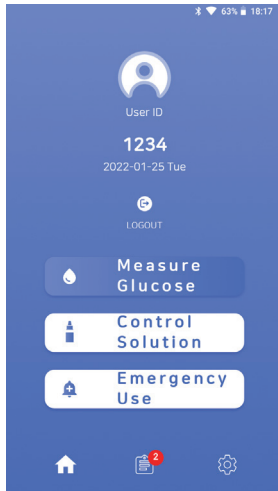 63% 18:17
User ID
1234
2022-01-25 Tue
LOGOUT
Measure
Glucose
Control
Solution
Emergency
Use
2